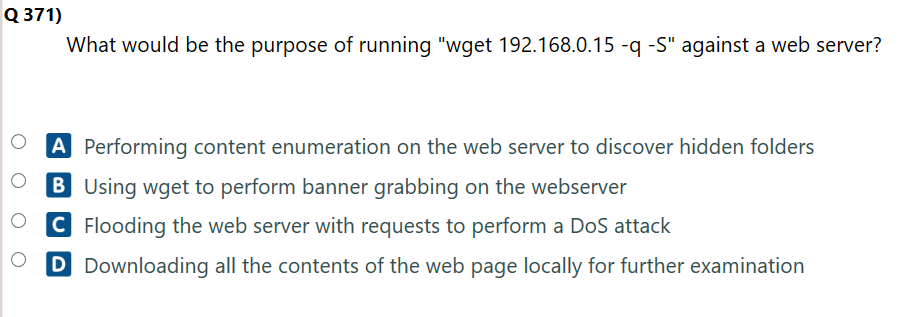 Q 371)
What would be the purpose of running "wget 192.168.0.15 -q -S" against a web server?
A Performing content enumeration on the web server to discover hidden folders
B Using wget to perform banner grabbing on the webserver
C Flooding the web server with requests to perform a DoS attack
D Downloading all the contents of the web page locally for further examination